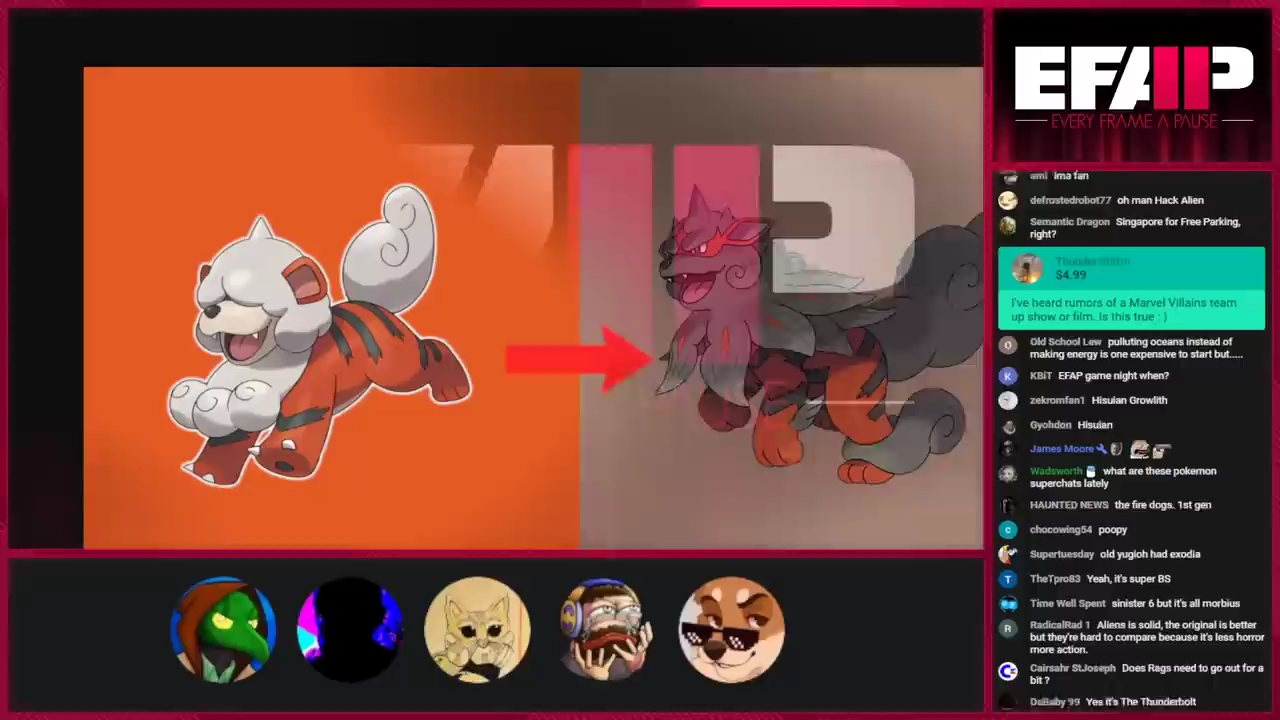 EFAP
EVERY FRAME A PAUSE
ami lma fan
defrostedrobot77 oh man Hack Alien
Semantic Dragon Singapore for Free Parking,
right?
$4.99
I've heard rumors of a Marvel Villains team
up show or film. Is this true : )
Old School Lew pulluting oceans instead of
making energy is one expensive to start but.....
KBiT EFAP game night when?
zekromfan1 Hisuian Growlith
Gyohdon Hisuian
James Moore
Wadsworth what are these pokemon
superchats lately
HAUNTED NEWS the fire dogs. 1st gen
chocowing54 poopy
Supertuesday old yugioh had exodia
TheTpro83 Yeah, it's super BS
Time Well Spent sinister 6 but it's all morbius
RadicalRad 1 Aliens is solid, the original is better
but they're hard to compare because it's less horror
more action.
Cairsahr StJoseph Does Rags need to go out for a
bit ?
DaBaby 99 Yes it's The Thunderbolt